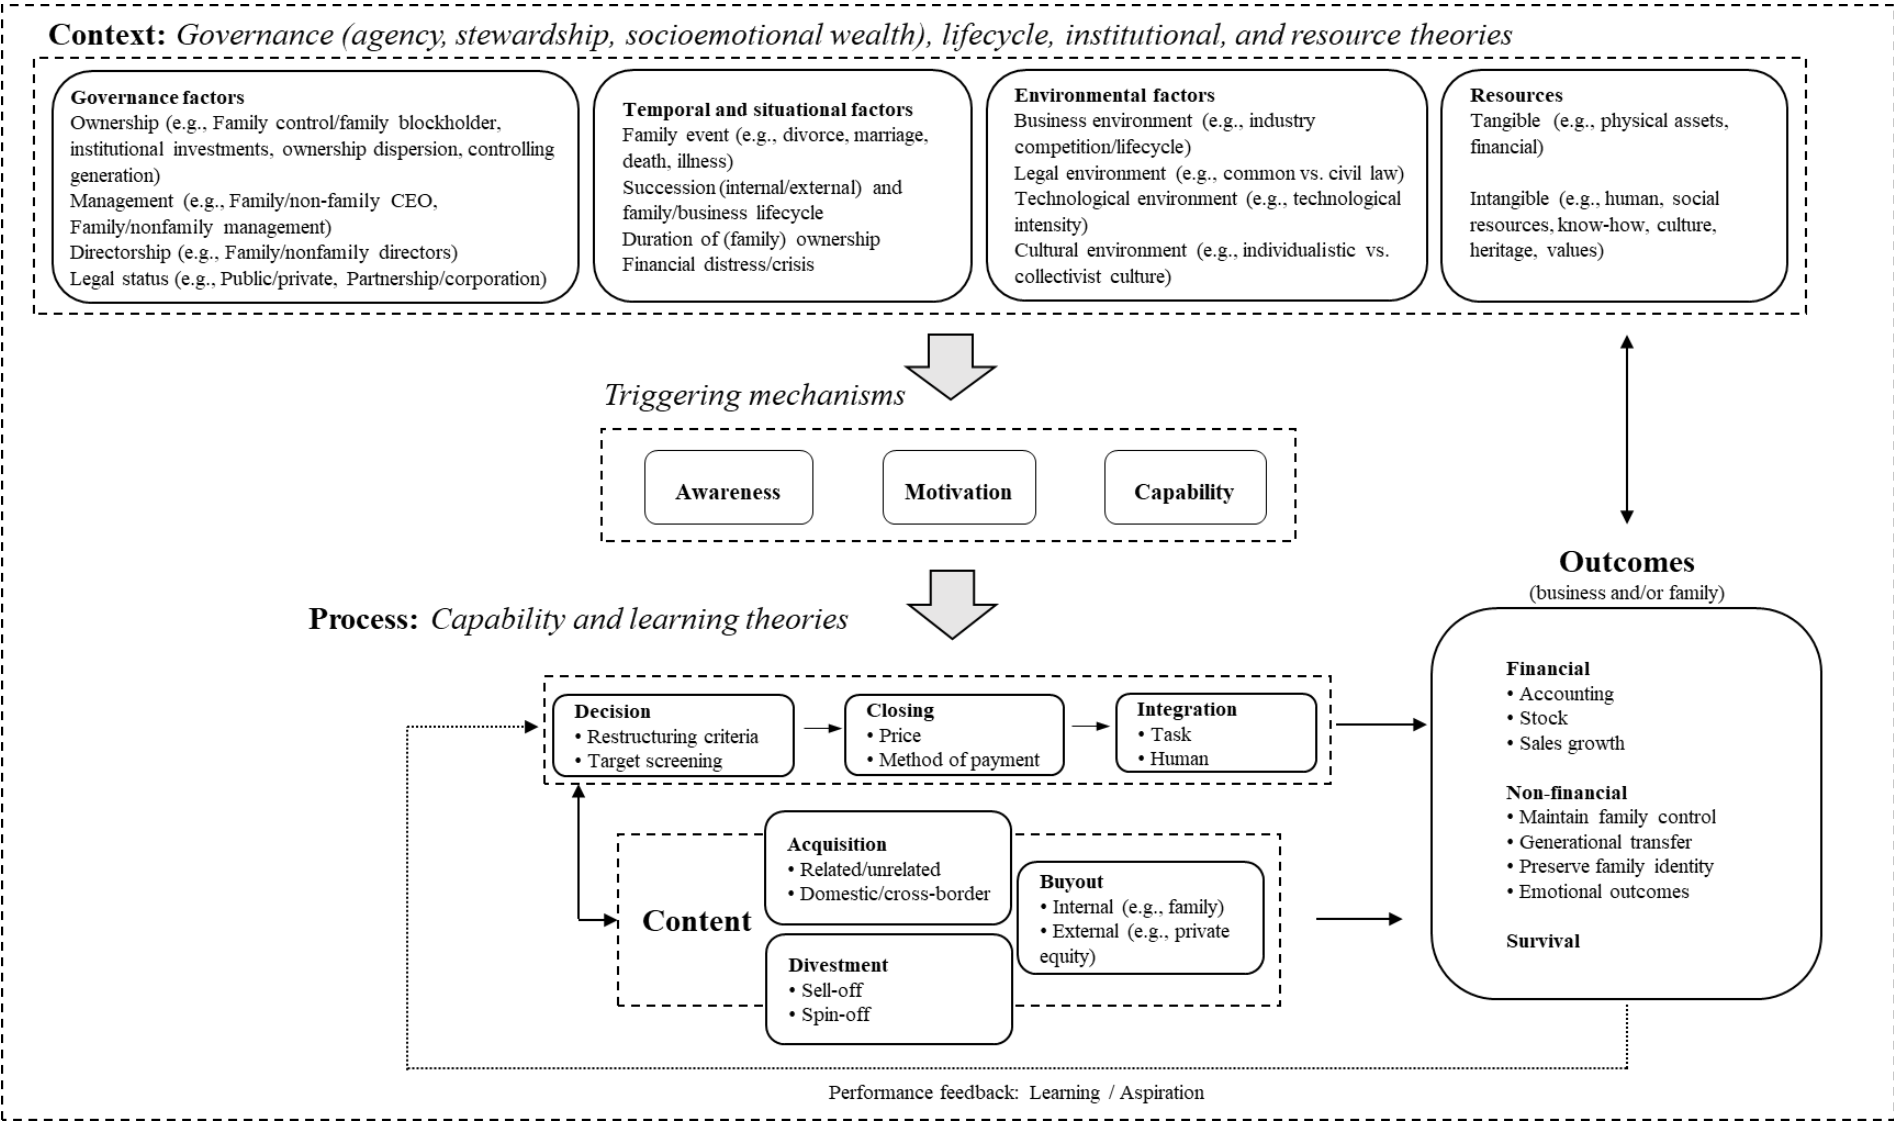 Context: Governance (agency, stewardship, socioemotional wealth), lifecycle, institutional, and resource theories
Governance factors
Ownership (e.g., Family control/family blockholder,
institutional investments, ownership dispersion, controlling
generation)
Management (e.g., Family/non-family CEO,
Family/nonfamily management)
Directorship (e.g., Family/nonfamily directors)
Legal status (e.g., Public/private, Partnership/corporation)
Temporal and situational factors
Family event (e.g., divorce, marriage,
death, illness)
Succession (internal/external) and
family/business lifecycle
Duration of (family) ownership
Financial distress/crisis
Environmental factors
Business environment (e.g., industry
competition/lifecycle)
Legal environment (e.g., common vs. civil law)
Technological environment (e.g., technological
intensity)
Cultural environment (e.g., individualistic vs.
collectivist culture)
Resources
Tangible (e.g., physical assets,
financial)
Intangible (e.g., human, social
resources, know-how, culture,
heritage, values)
Triggering mechanisms
Awareness
Motivation
Capability
Process: Capability and learning theories
Decision
• Restructuring criteria
• Target screening
Closing
• Price
• Method of payment
Integration
• Task
• Human
Content
Acquisition
• Related/unrelated
• Domestic/cross-border
Divestment
• Sell-off
• Spin-off
Buyout
• Internal (e.g., family)
• External (e.g., private
equity)
Outcomes
(business and/or family)
Financial
• Accounting
• Stock
• Sales growth
Non-financial
• Maintain family control
• Generational transfer
• Preserve family identity
• Emotional outcomes
Survival
Performance feedback: Learning / Aspiration